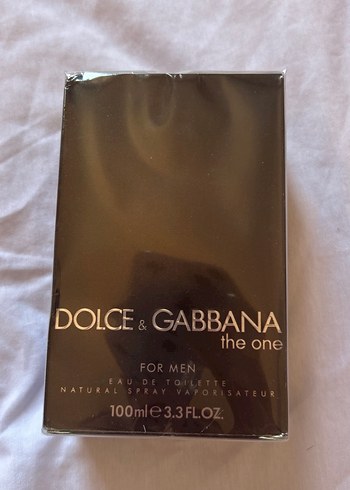 DOLCE & GABBANA
the one
FOR MEN
EAU DE TOILETTE
NATURAL SPRAY VAPORISATEUR
100ml e 3.3 FL.OZ.